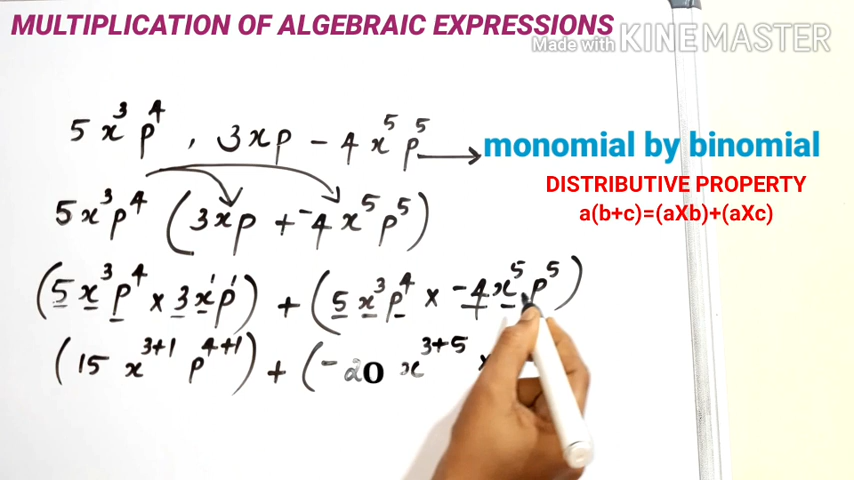 MULTIPLICATION OF ALGEBRAIC EXPRESSIONS
Made with KINEMASTER
5x³p⁴ , 3xp - 4x⁵p⁵ → monomial by binomial
DISTRIBUTIVE PROPERTY
a(b+c)=(aXb)+(aXc)
5x³p⁴ (3xp + -4x⁵p⁵)
(5x³p⁴ × 3x¹p¹) + (5x³p⁴ × -4x⁵p⁵)
(15 x³⁺¹ p⁴⁺¹) + (-20 x³⁺⁵